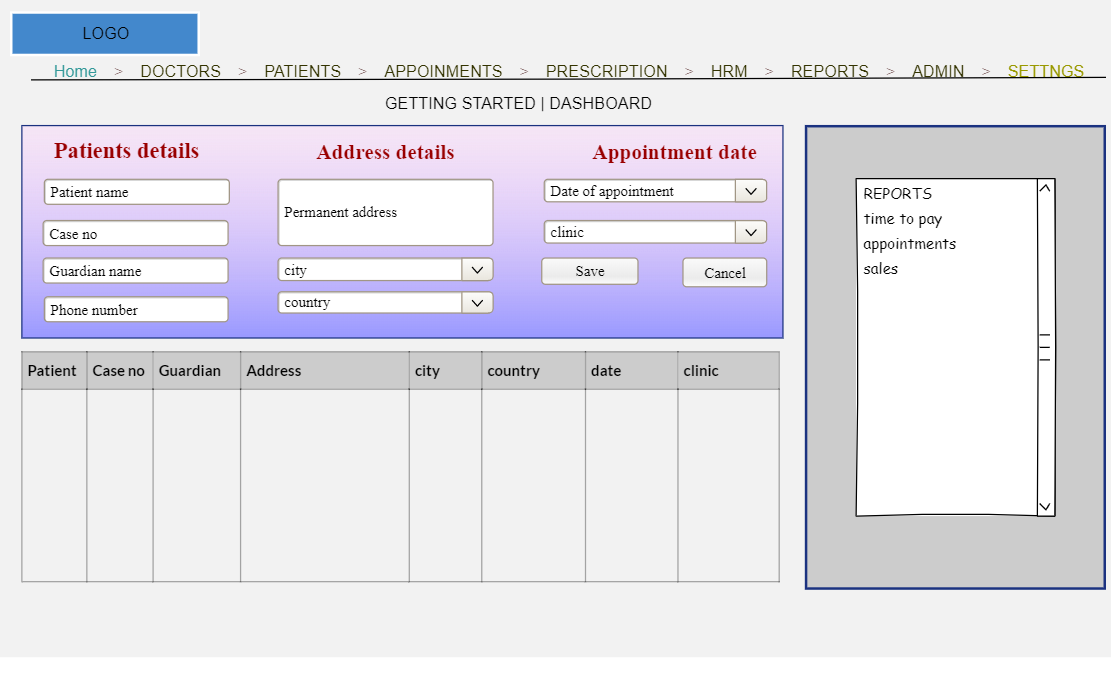 LOGO
Home > DOCTORS > PATIENTS > APPOINMENTS > PRESCRIPTION > HRM > REPORTS > ADMIN > SETTNGS
GETTING STARTED | DASHBOARD
Patients details
Patient name
Case no
Guardian name
Phone number
Address details
Permanent address
city
country
Appointment date
Date of appointment
clinic
Save Cancel
Patient Case no Guardian Address city country date clinic
REPORTS
time to pay
appointments
sales